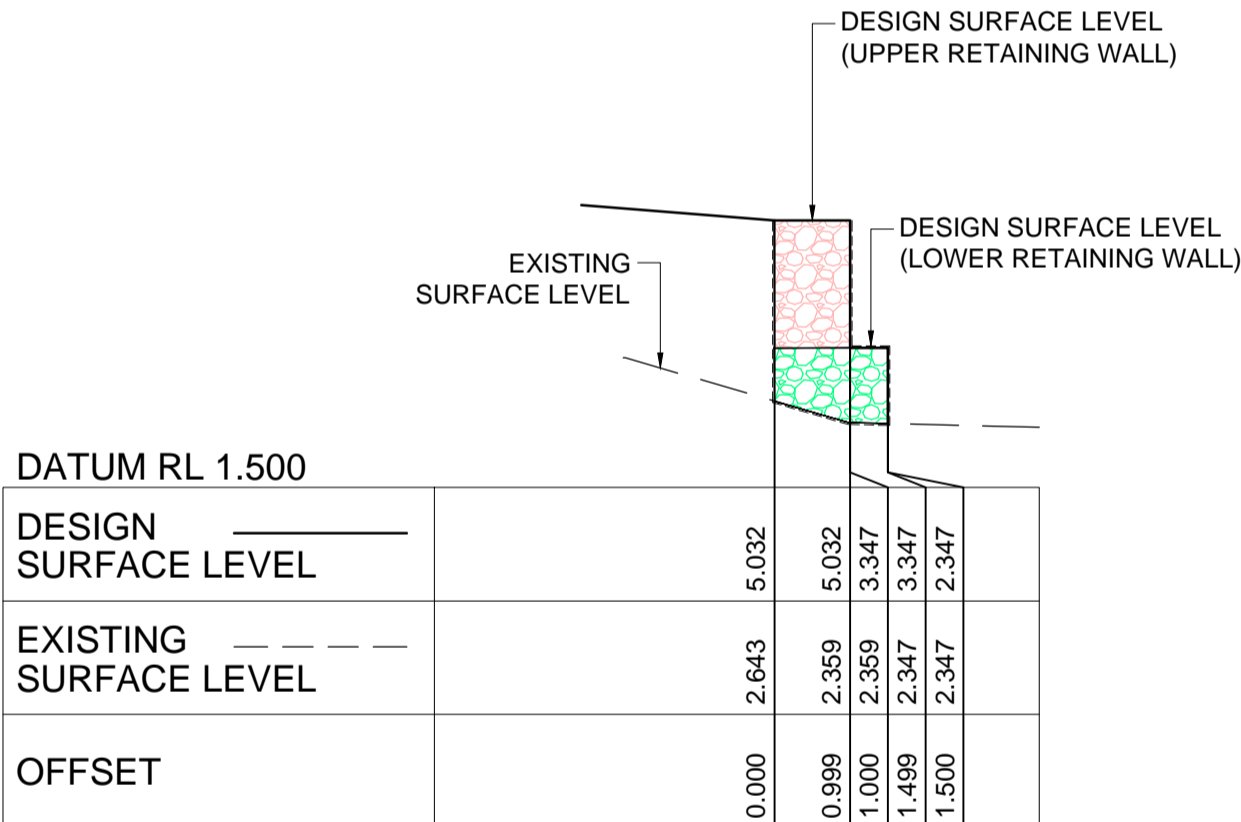 DESIGN SURFACE LEVEL
(UPPER RETAINING WALL)
DESIGN SURFACE LEVEL
(LOWER RETAINING WALL)
EXISTING
SURFACE LEVEL
DATUM RL 1.500
DESIGN
SURFACE LEVEL
5.032
5.032
3.347
3.347
2.347
EXISTING
SURFACE LEVEL
2.643
2.359
2.359
2.347
2.347
OFFSET
0.000
0.999
1.000
1.499
1.500